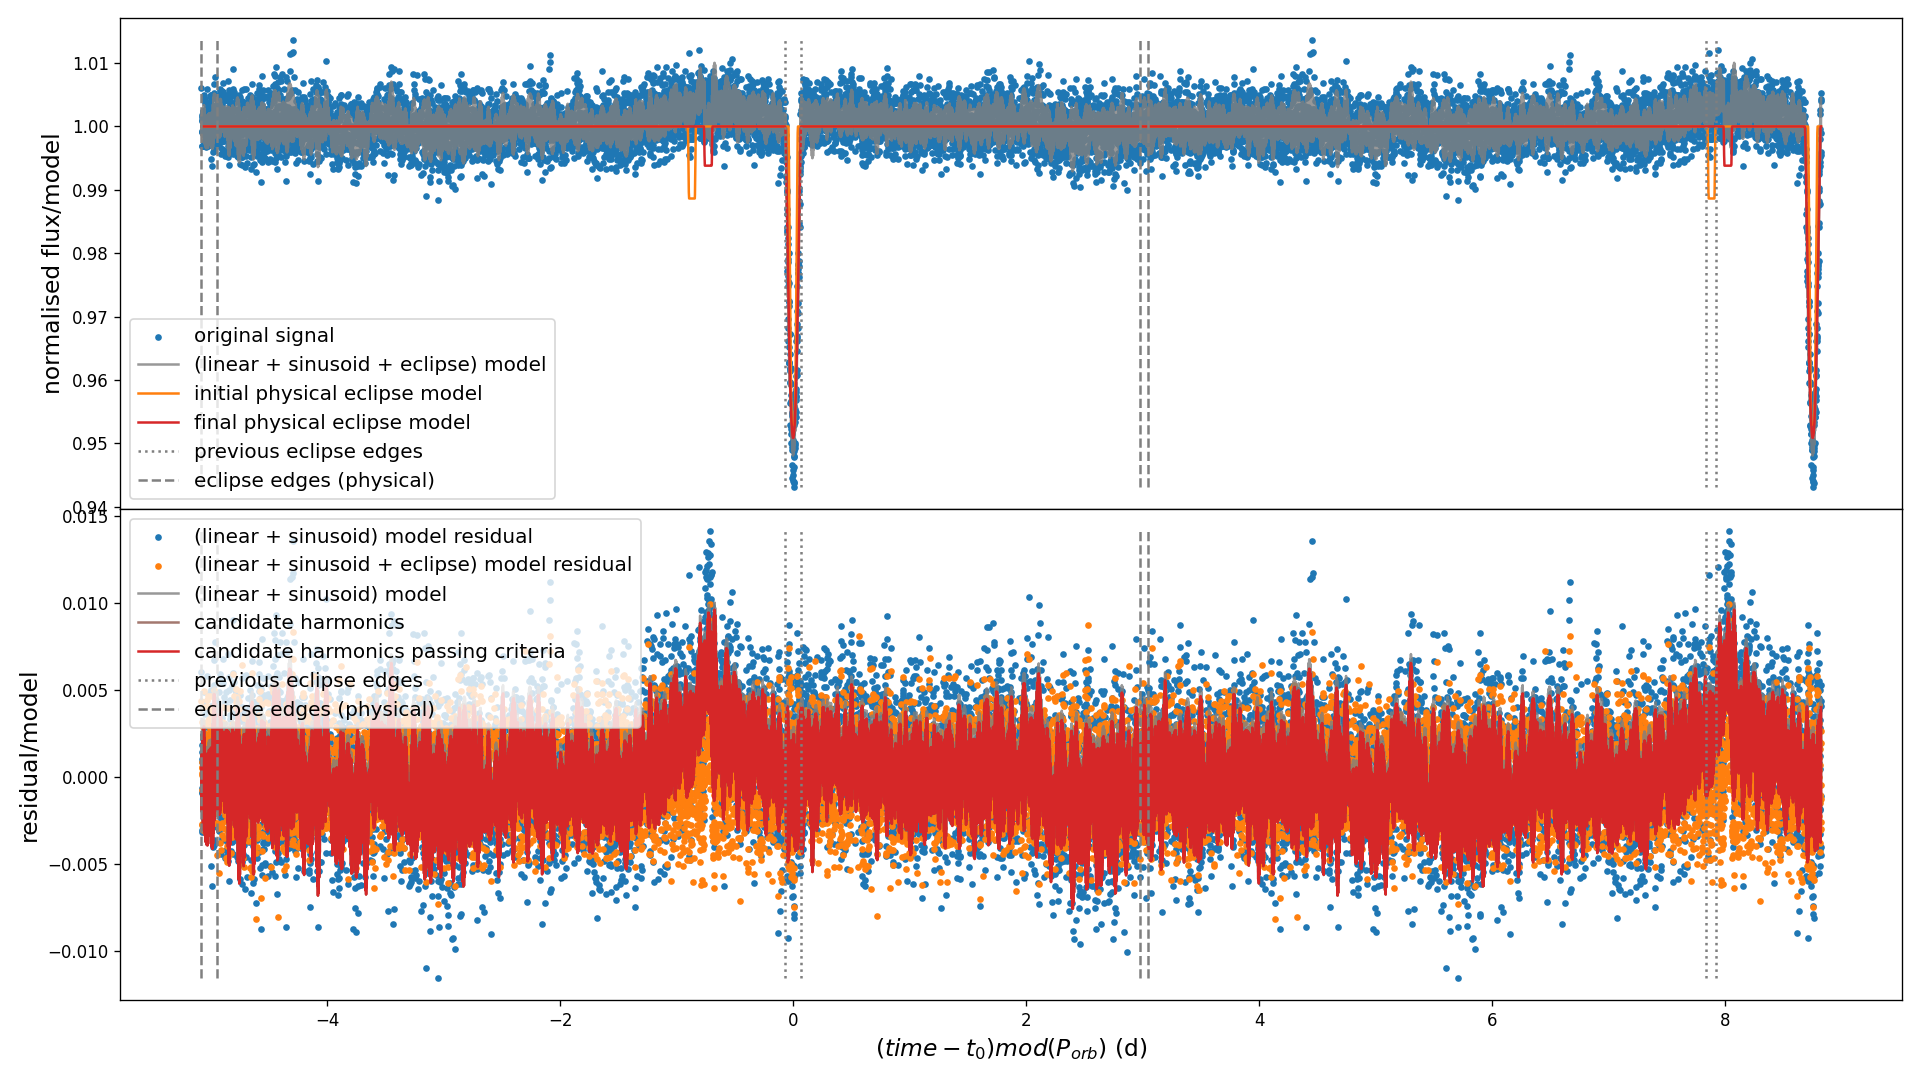 normalised flux/model
1.01
1.00
0.99
0.98
0.97
0.96
0.95
0.94
original signal
(linear + sinusoid + eclipse) model
initial physical eclipse model
final physical eclipse model
previous eclipse edges
eclipse edges (physical)
residual/model
0.015
0.010
0.005
0.000
−0.005
−0.010
(linear + sinusoid) model residual
(linear + sinusoid + eclipse) model residual
(linear + sinusoid) model
candidate harmonics
candidate harmonics passing criteria
previous eclipse edges
eclipse edges (physical)
−4 −2 0 2 4 6 8
(time − t₀)mod(Pₒᵣb) (d)